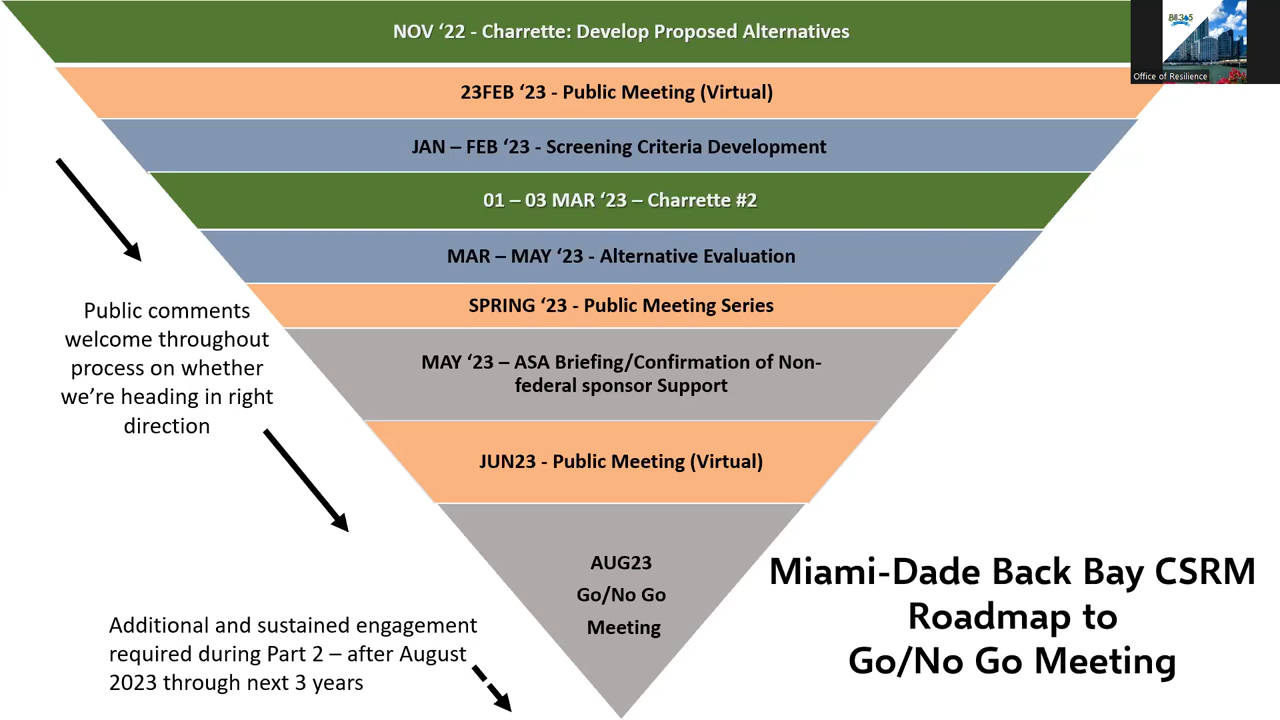 NOV ‘22 - Charrette: Develop Proposed Alternatives
23FEB ‘23 - Public Meeting (Virtual)
JAN – FEB ‘23 - Screening Criteria Development
01 – 03 MAR ‘23 – Charrette #2
MAR – MAY ‘23 - Alternative Evaluation
SPRING ‘23 - Public Meeting Series
MAY ‘23 – ASA Briefing/Confirmation of Non-
federal sponsor Support
JUN23 - Public Meeting (Virtual)
AUG23
Go/No Go
Meeting
Public comments
welcome throughout
process on whether
we’re heading in right
direction
Additional and sustained engagement
required during Part 2 – after August
2023 through next 3 years
Miami-Dade Back Bay CSRM
Roadmap to
Go/No Go Meeting
Office of Resilience